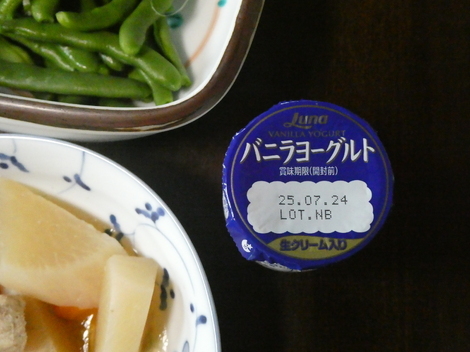 Luna
VANILLA YOGURT
バニラヨーグルト
賞味期限(開封前)
25.07.24
LOT.NB
生クリーム入り